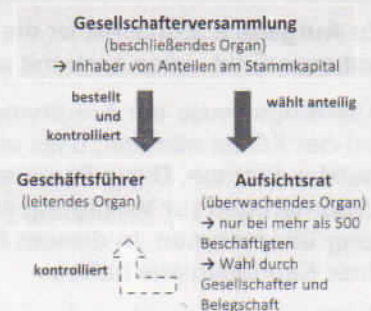 Gesellschafterversammlung
(beschließendes Organ)
→ Inhaber von Anteilen am Stammkapital
bestellt
und
kontrolliert
wählt anteilig
Geschäftsführer
(leitendes Organ)
kontrolliert
Aufsichtsrat
(überwachendes Organ)
→ nur bei mehr als 500
Beschäftigten
→ Wahl durch
Gesellschafter und
Belegschaft